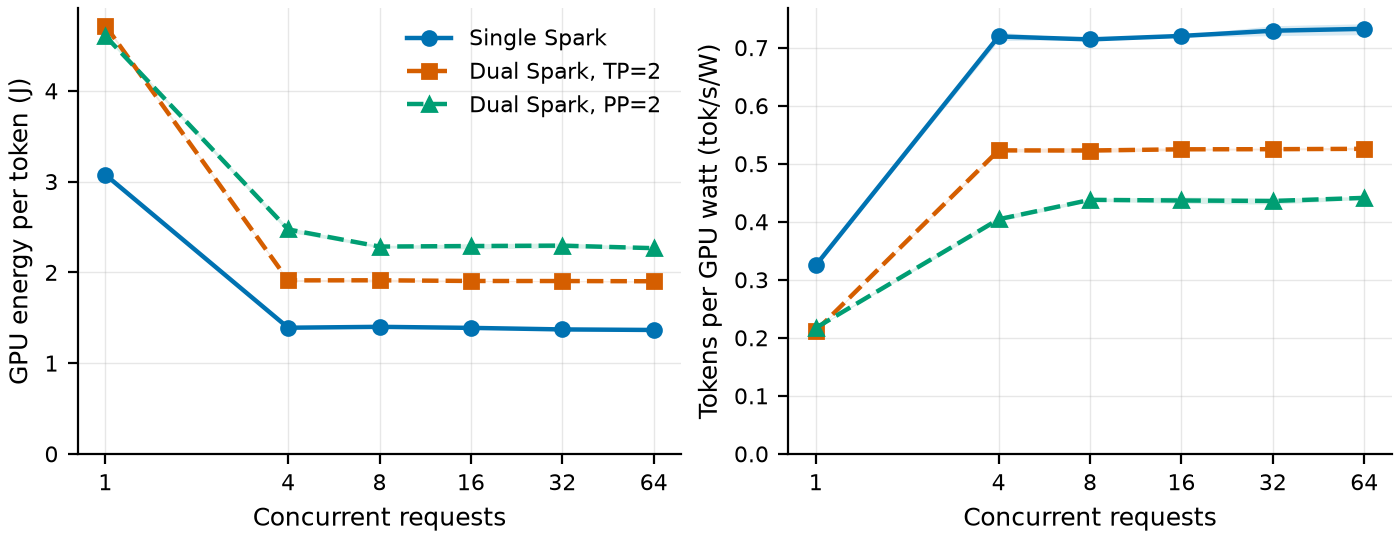 GPU energy per token (J)
4
3
2
1
0
1 4 8 16 32 64
Concurrent requests
Single Spark
Dual Spark, TP=2
Dual Spark, PP=2
Tokens per GPU watt (tok/s/W)
0.7
0.6
0.5
0.4
0.3
0.2
0.1
0.0
1 4 8 16 32 64
Concurrent requests